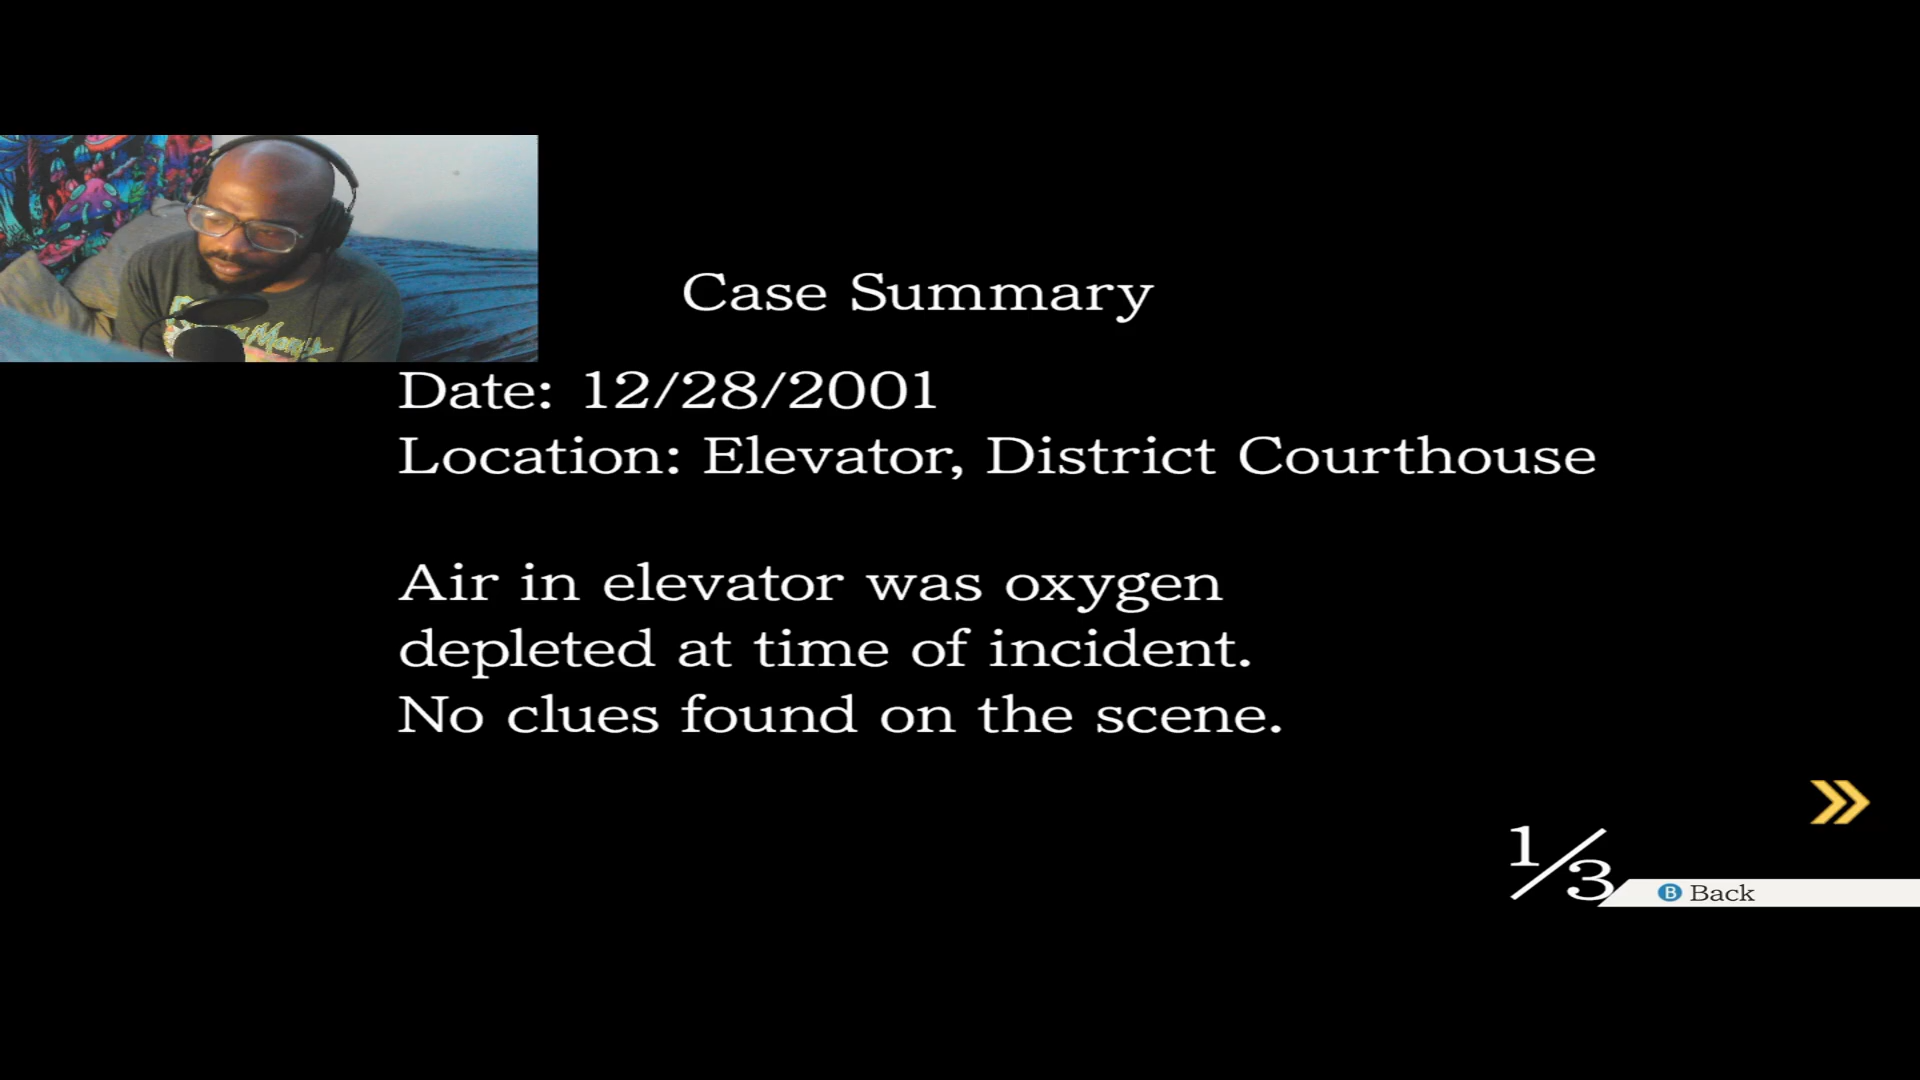 Case Summary
Date: 12/28/2001
Location: Elevator, District Courthouse
Air in elevator was oxygen
depleted at time of incident.
No clues found on the scene.
1/3
B Back